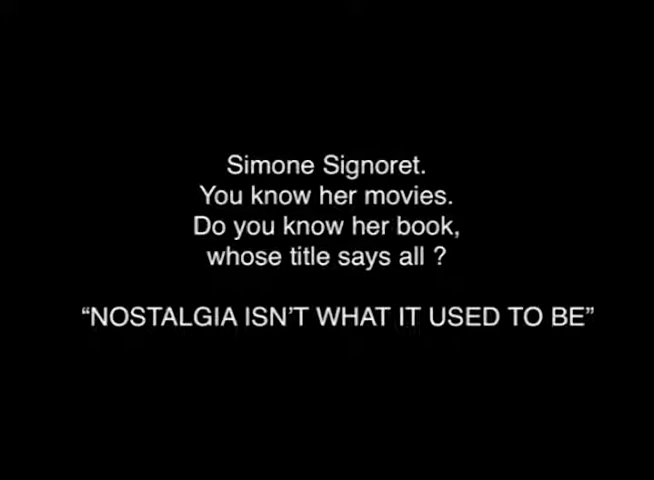 Simone Signoret.
You know her movies.
Do you know her book,
whose title says all ?
“NOSTALGIA ISN’T WHAT IT USED TO BE”